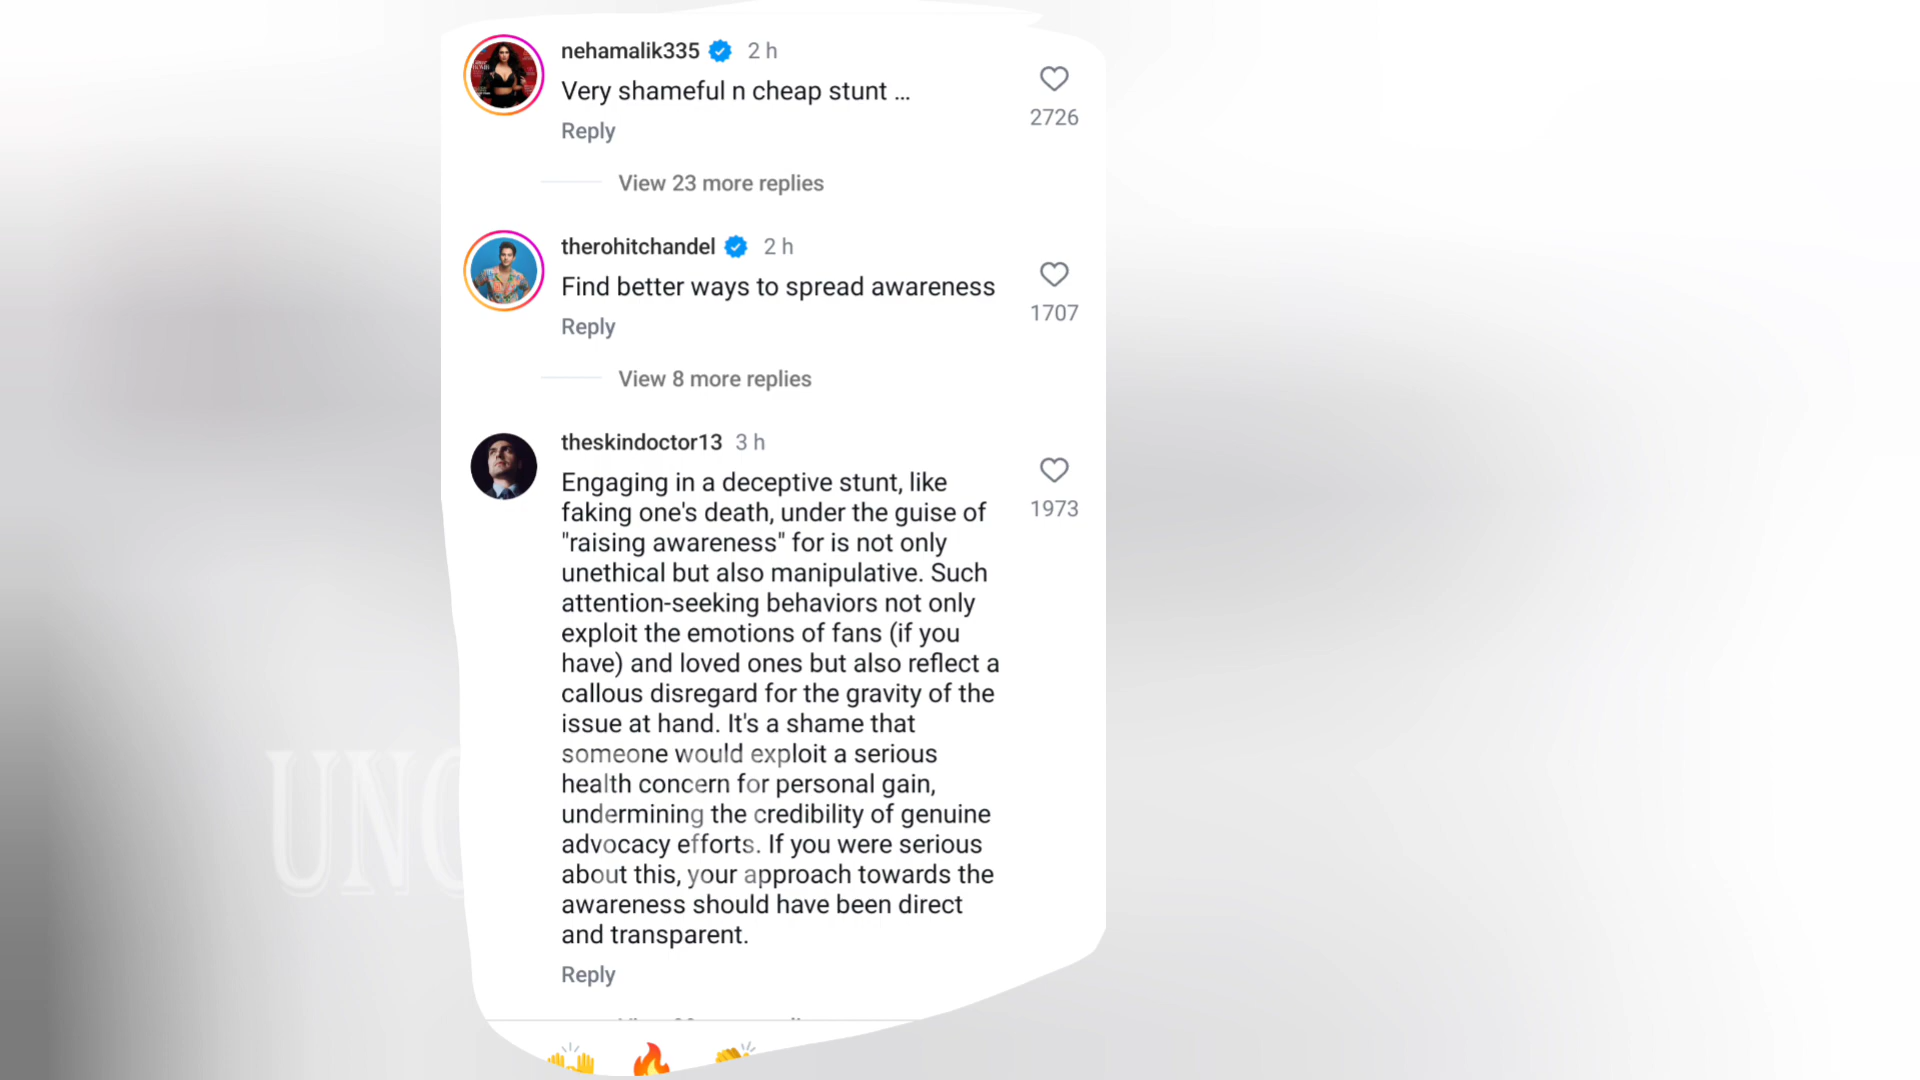 nehamalik335 2 h
Very shameful n cheap stunt ...
2726
Reply
View 23 more replies
therohitchandel 2 h
Find better ways to spread awareness
1707
Reply
View 8 more replies
theskindoctor13 3 h
Engaging in a deceptive stunt, like
1973
faking one's death, under the guise of
"raising awareness" for is not only
unethical but also manipulative. Such
attention-seeking behaviors not only
exploit the emotions of fans (if you
have) and loved ones but also reflect a
callous disregard for the gravity of the
issue at hand. It's a shame that
someone would exploit a serious
health concern for personal gain,
undermining the credibility of genuine
advocacy efforts. If you were serious
about this, your approach towards the
awareness should have been direct
and transparent.
Reply
UNC